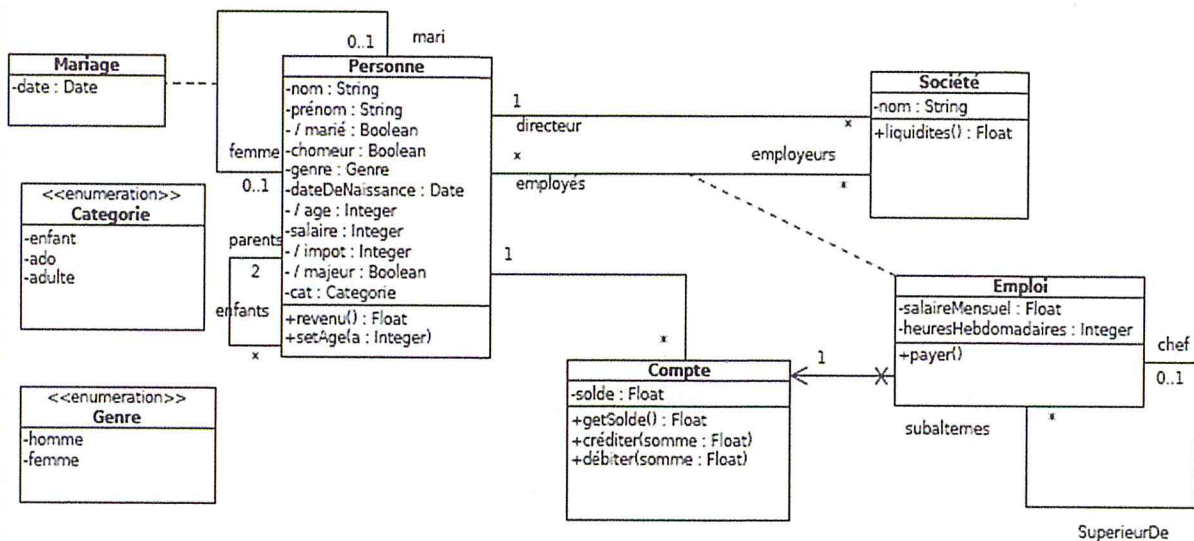 0..1
mari
Mariage
-date : Date
Personne
-nom : String
-prénom : String
- / marié : Boolean
-chomeur : Boolean
-genre : Genre
-dateDeNaissance : Date
- / age : Integer
-salaire : Integer
- / impot : Integer
- / majeur : Boolean
-cat : Categorie
+revenu() : Float
+setAge(a : Integer)
femme
0..1
parents
2
enfants
*
<<enumeration>>
Categorie
-enfant
-ado
-adulte
<<enumeration>>
Genre
-homme
-femme
1
directeur
*
*
employés
employeurs
*
Société
-nom : String
+liquidites() : Float
1
*
Compte
-solde : Float
+getSolde() : Float
+créditer(somme : Float)
+débiter(somme : Float)
1
Emploi
-salaireMensuel : Float
-heuresHebdomadaires : Integer
+payer()
chef
0..1
subalternes
*
SuperieurDe